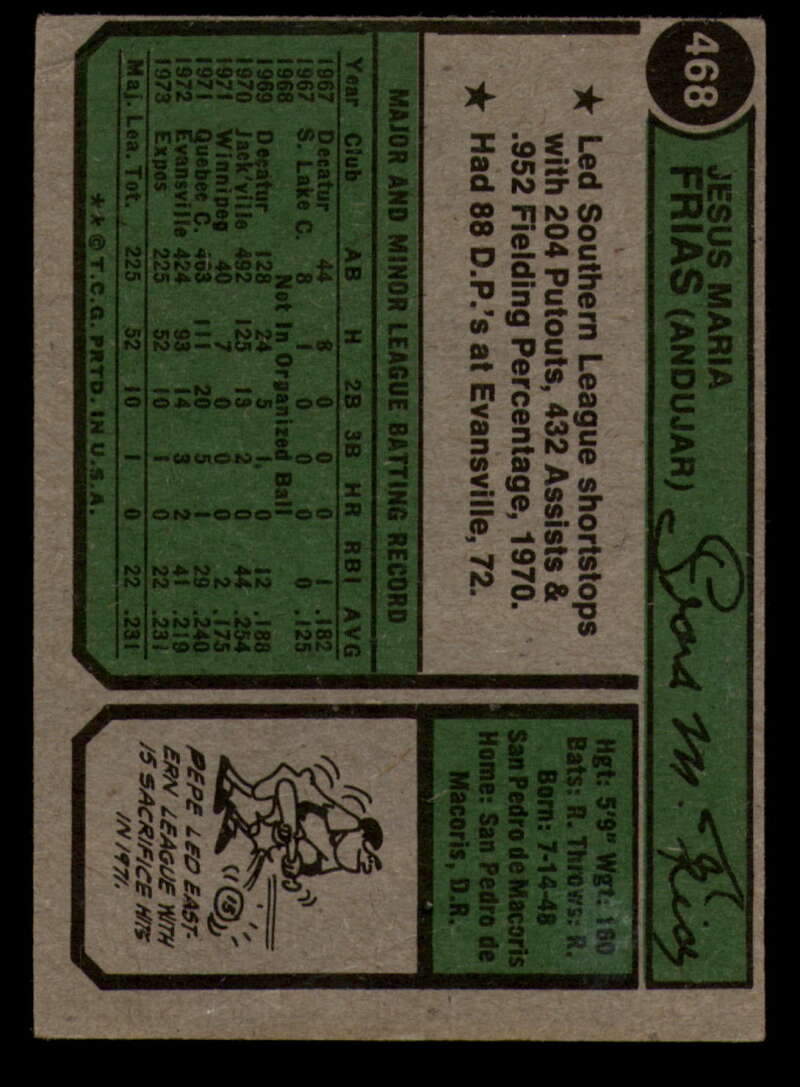 468
JESUS MARIA
FRIAS (ANDUJAR)
★ Led Southern League shortstops
with 204 Putouts, 432 Assists &
.952 Fielding Percentage, 1970.
★ Had 88 D.P.'s at Evansville, 72.
MAJOR AND MINOR LEAGUE BATTING RECORD
Year Club AB H 2B 3B HR RBI AVG
1967 Decatur 44 8 0 0 0 1 .182
1967 S. Lake C. 8 1 0 0 0 0 .125
1968 Not In Organized Ball
1969 Decatur 128 24 5 1 0 12 .188
1970 Jack'ville 492 125 13 2 0 44 .254
1971 Winnipeg 40 7 0 0 0 2 .175
1971 Quebec C. 463 111 20 5 1 29 .240
1972 Evansville 424 93 14 3 2 41 .219
1973 Expos 225 52 10 1 0 22 .231
Maj. Lea. Tot. 225 52 10 1 0 22 .231
**©T.C.G. PRTD. IN U.S.A.
Hgt: 5'9" Wgt: 160
Bats: R. Throws: R.
Born: 7-14-48
San Pedro de Macoris
Home: San Pedro de
Macoris, D.R.
15
PEPE LED EAST-
ERN LEAGUE WITH
15 SACRIFICE HITS
IN 1971.